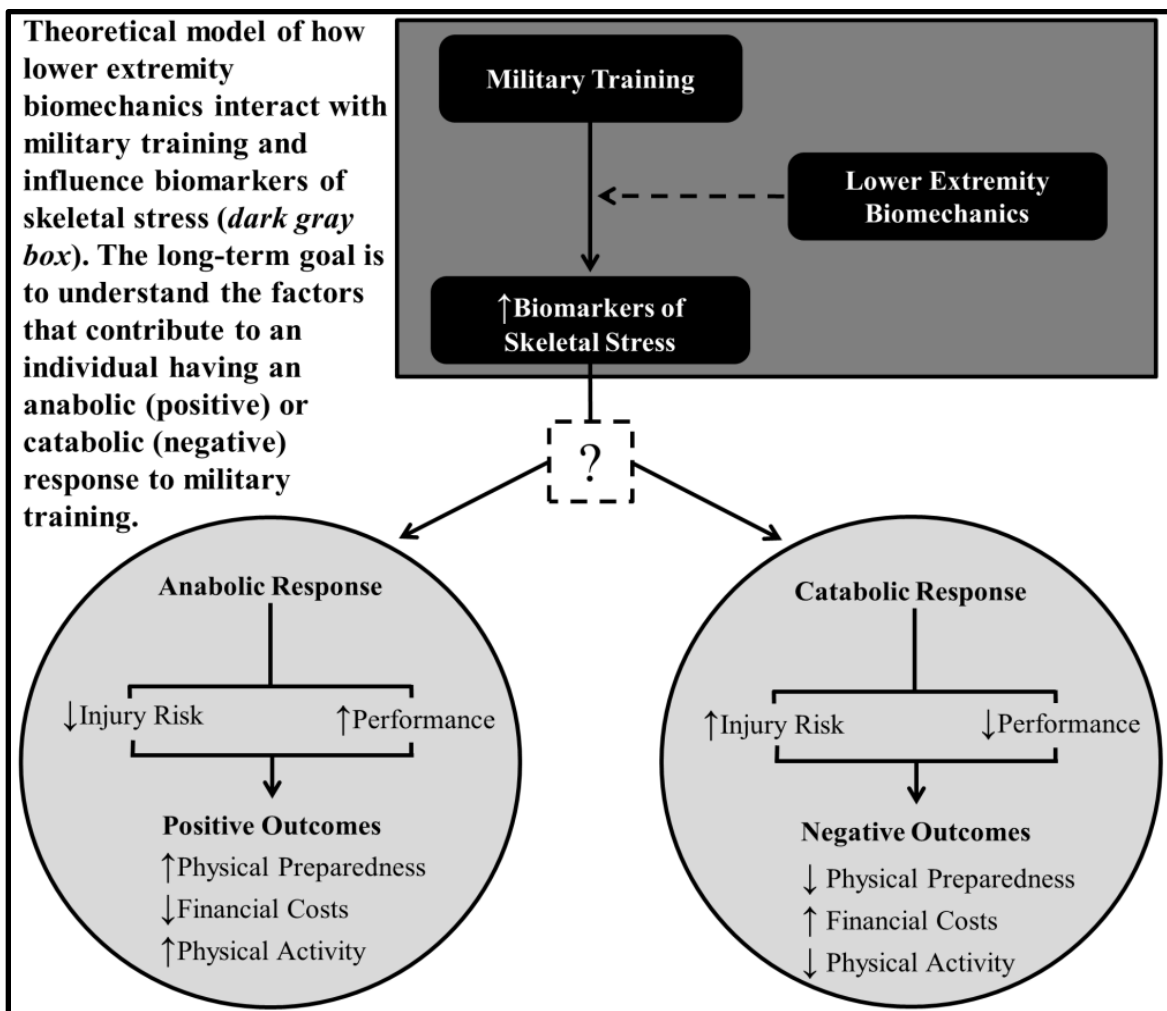 Theoretical model of how
lower extremity
biomechanics interact with
military training and
influence biomarkers of
skeletal stress (dark gray
box). The long-term goal is
to understand the factors
that contribute to an
individual having an
anabolic (positive) or
catabolic (negative)
response to military
training.
Military Training
Lower Extremity
Biomechanics
↑Biomarkers of
Skeletal Stress
?
Anabolic Response
↓Injury Risk
↑Performance
Positive Outcomes
↑Physical Preparedness
↓Financial Costs
↑Physical Activity
Catabolic Response
↑Injury Risk
↓Performance
Negative Outcomes
↓ Physical Preparedness
↑ Financial Costs
↓ Physical Activity